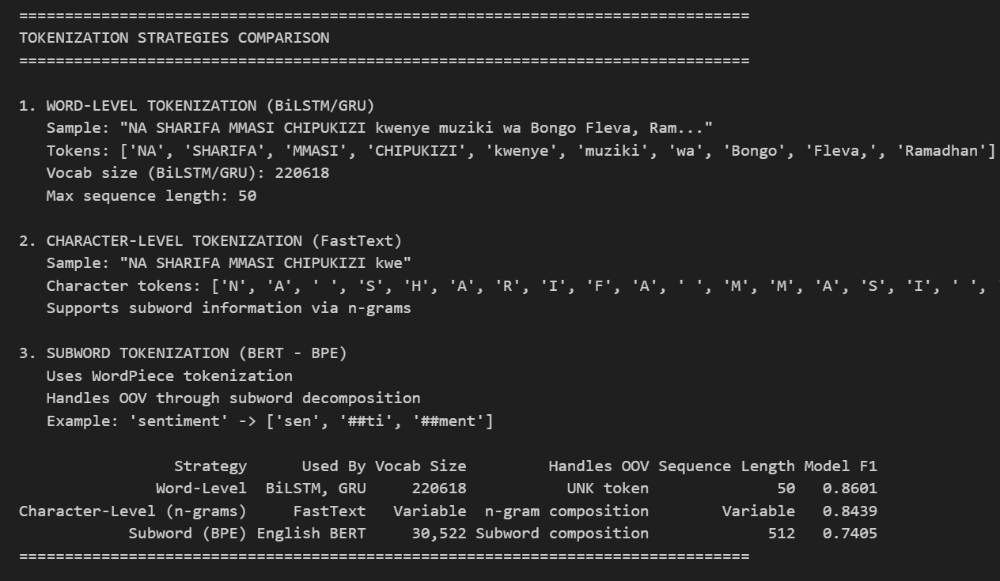 ================================================================================
TOKENIZATION STRATEGIES COMPARISON
================================================================================
1. WORD-LEVEL TOKENIZATION (BiLSTM/GRU)
Sample: "NA SHARIFA MMASI CHIPUKIZI kwenye muziki wa Bongo Fleva, Ram..."
Tokens: ['NA', 'SHARIFA', 'MMASI', 'CHIPUKIZI', 'kwenye', 'muziki', 'wa', 'Bongo', 'Fleva,', 'Ramadhan']
Vocab size (BiLSTM/GRU): 220618
Max sequence length: 50
2. CHARACTER-LEVEL TOKENIZATION (FastText)
Sample: "NA SHARIFA MMASI CHIPUKIZI kwe"
Character tokens: ['N', 'A', ' ', 'S', 'H', 'A', 'R', 'I', 'F', 'A', ' ', 'M', 'M', 'A', 'S', 'I', ' ',
Supports subword information via n-grams
3. SUBWORD TOKENIZATION (BERT - BPE)
Uses WordPiece tokenization
Handles OOV through subword decomposition
Example: 'sentiment' -> ['sen', '##ti', '##ment']
Strategy Used By Vocab Size Handles OOV Sequence Length Model F1
Word-Level BiLSTM, GRU 220618 UNK token 50 0.8601
Character-Level (n-grams) FastText Variable n-gram composition Variable 0.8439
Subword (BPE) English BERT 30,522 Subword composition 512 0.7405
================================================================================